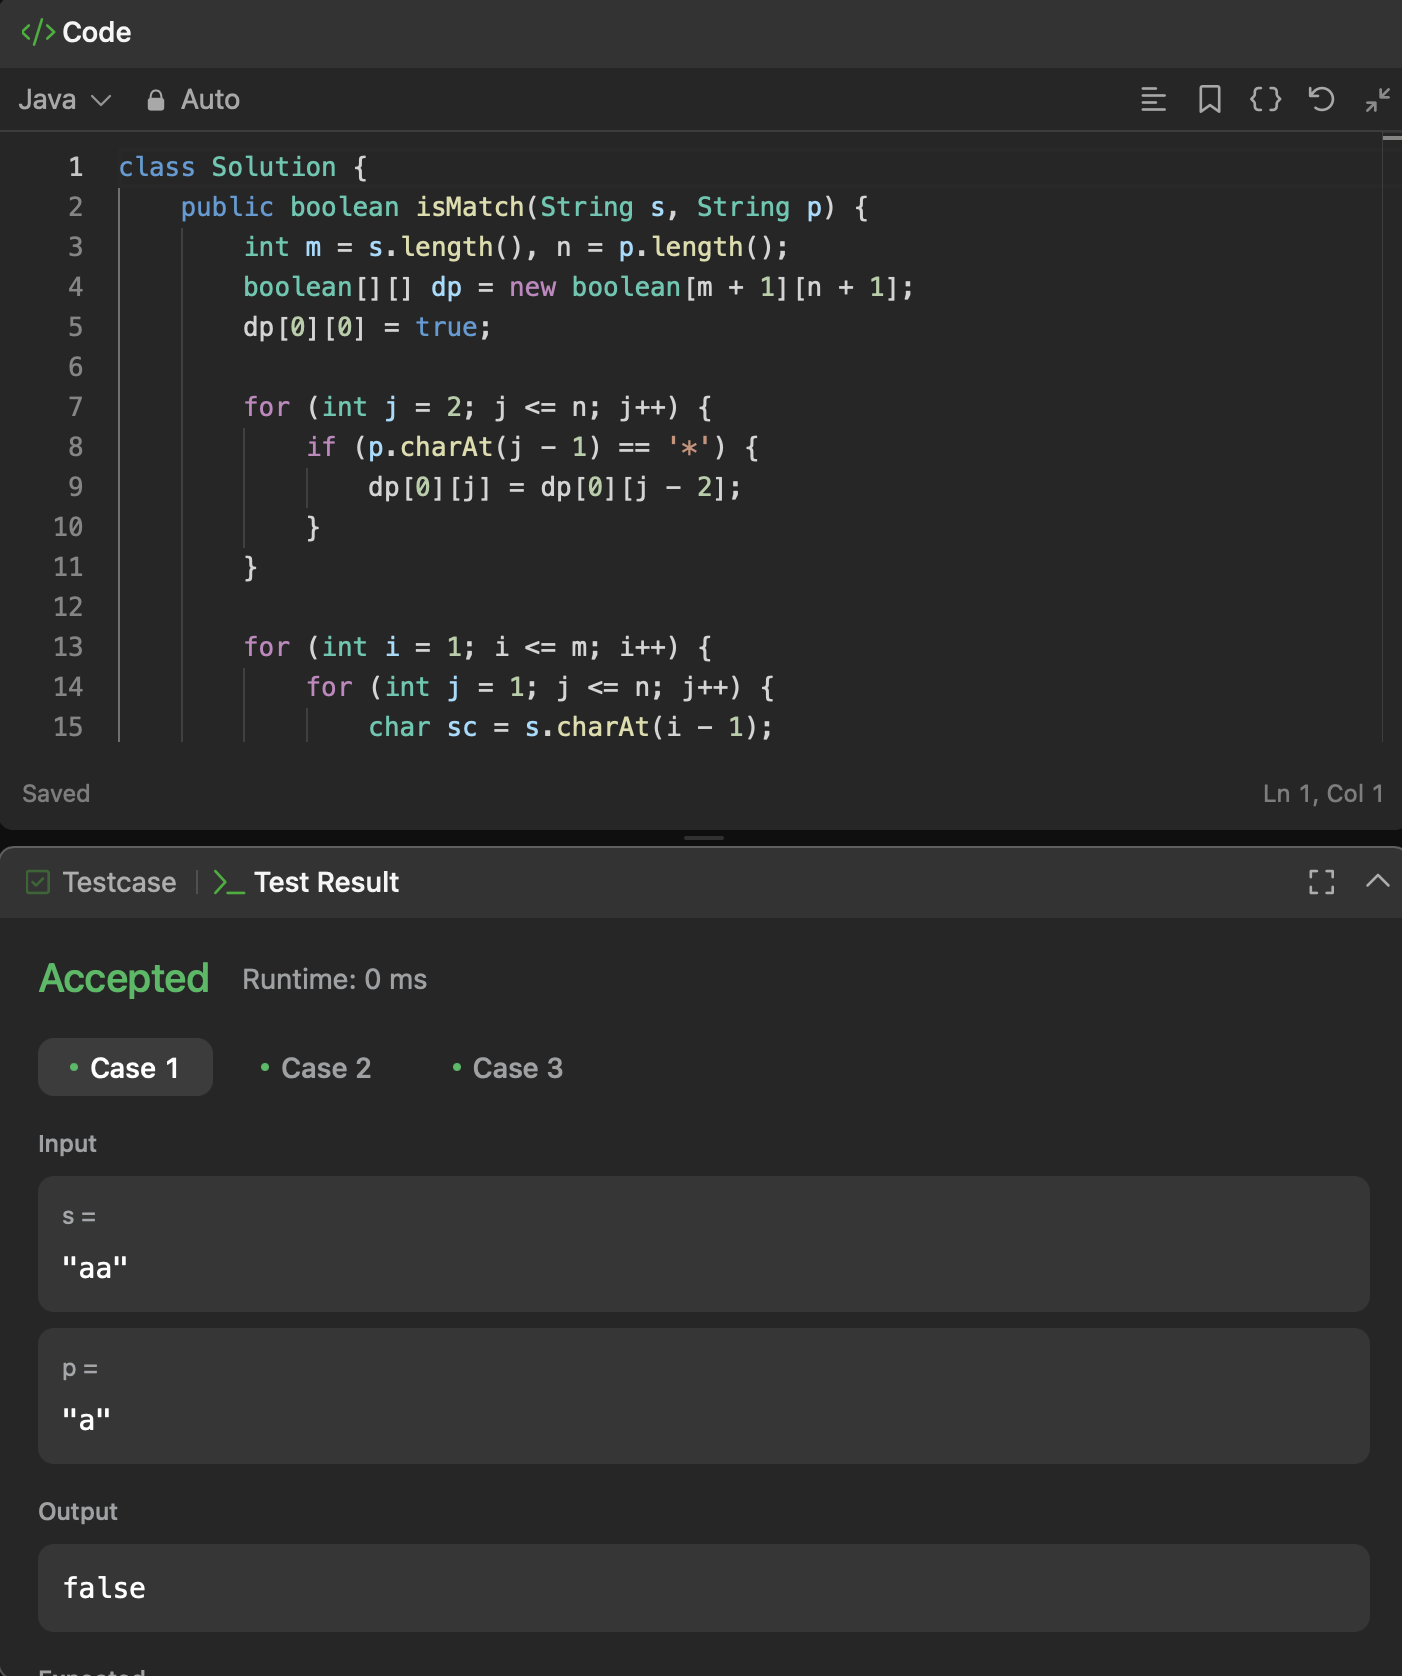 </> Code
Java Auto
1 class Solution {
2 public boolean isMatch(String s, String p) {
3 int m = s.length(), n = p.length();
4 boolean[][] dp = new boolean[m + 1][n + 1];
5 dp[0][0] = true;
6
7 for (int j = 2; j <= n; j++) {
8 if (p.charAt(j - 1) == '*') {
9 dp[0][j] = dp[0][j - 2];
10 }
11 }
12
13 for (int i = 1; i <= m; i++) {
14 for (int j = 1; j <= n; j++) {
15 char sc = s.charAt(i - 1);
Saved Ln 1, Col 1
Testcase Test Result
Accepted Runtime: 0 ms
Case 1 Case 2 Case 3
Input
s =
"aa"
p =
"a"
Output
false
Expected